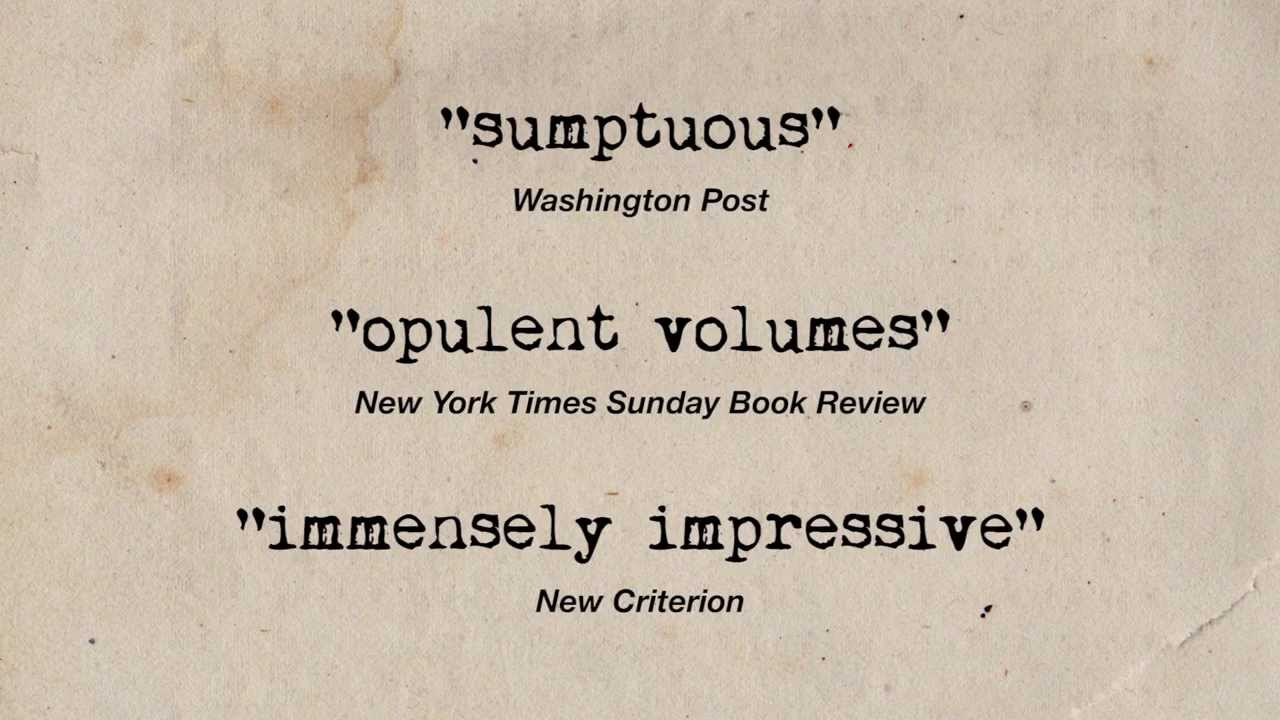 "sumptuous"
Washington Post
"opulent volumes"
New York Times Sunday Book Review
"immensely impressive"
New Criterion